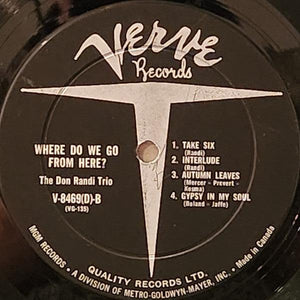 Verve
Records
WHERE DO WE GO
FROM HERE?
The Don Randi Trio
V-8469(D)-B
(VG-135)
1. TAKE SIX
(Randi)
2. INTERLUDE
(Randi)
3. AUTUMN LEAVES
(Mercer - Prevert -
Kosma)
4. GYPSY IN MY SOUL
(Boland - Jaffe)
QUALITY RECORDS LTD.
MGM RECORDS • A DIVISION OF METRO-GOLDWYN-MAYER, INC. • Made in Canada